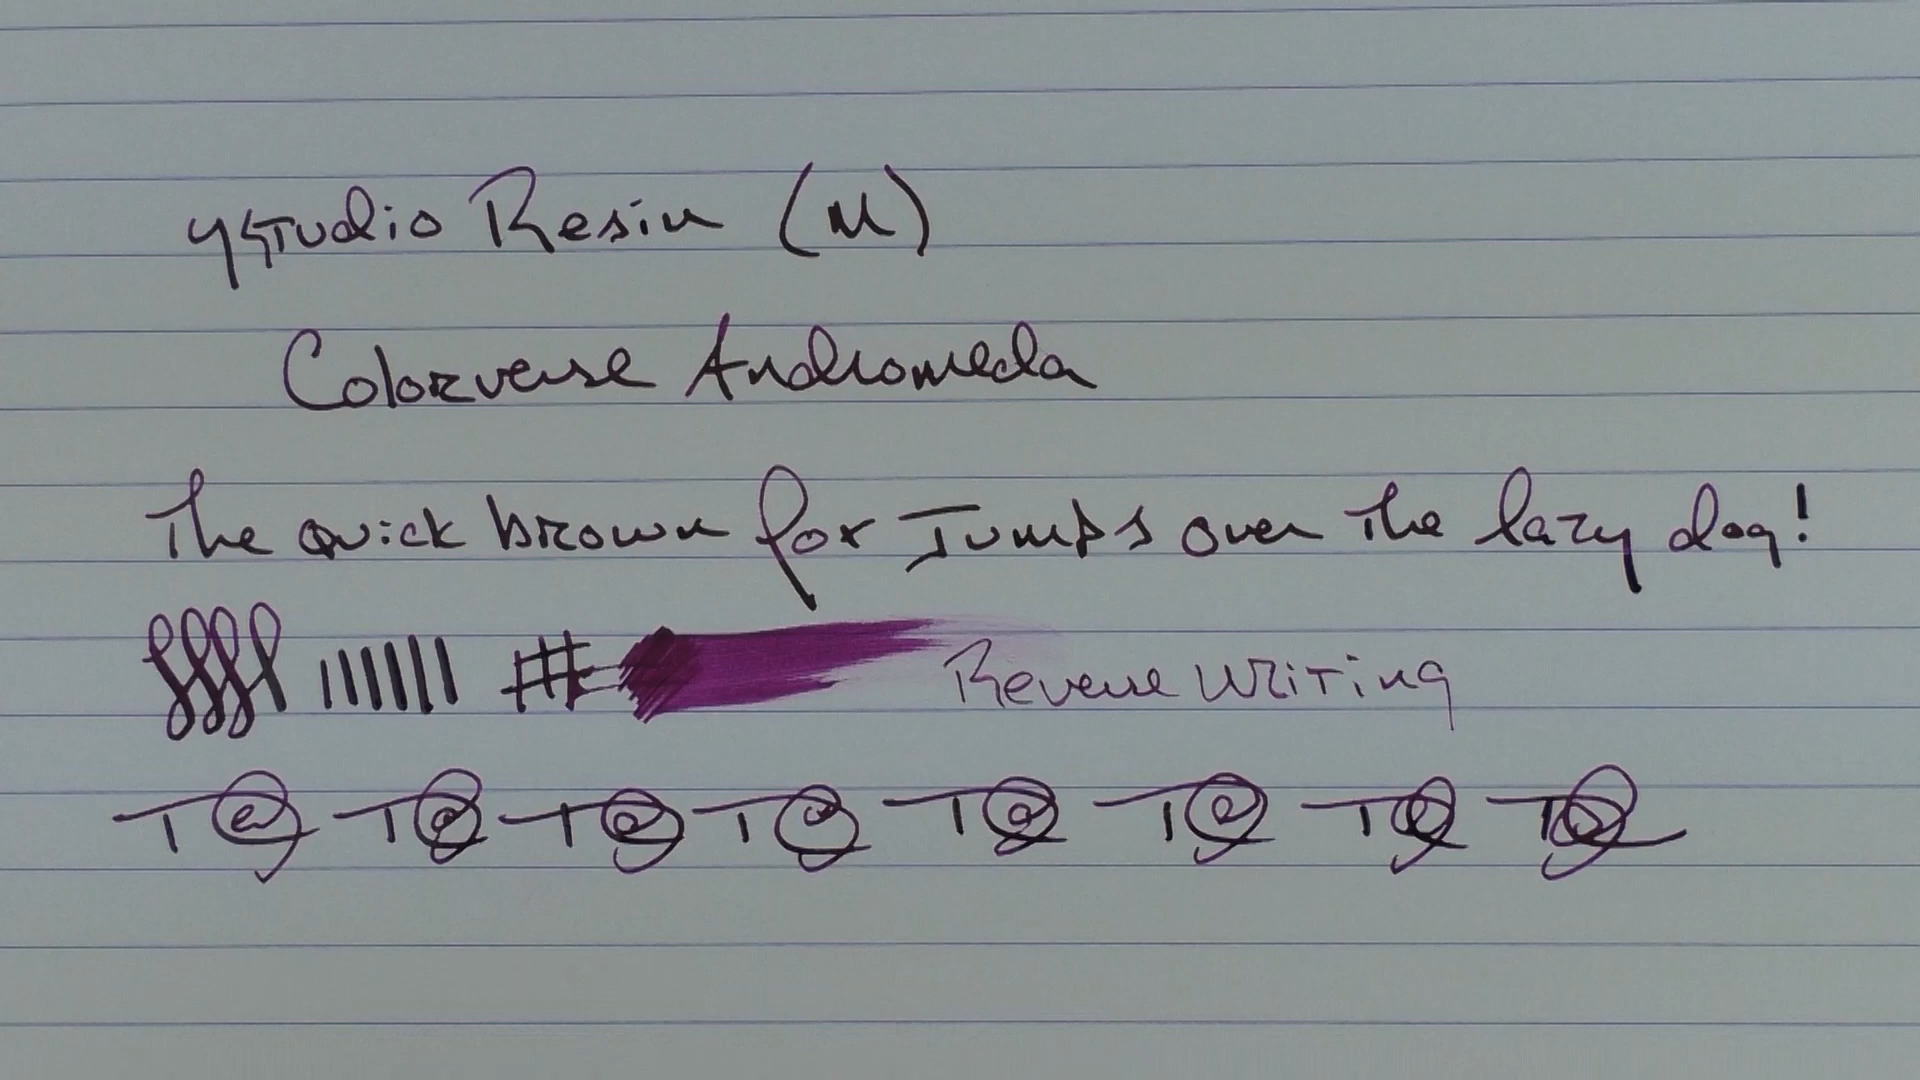 ystudio Resin (M)
Colorverse Andromeda
The quick brown fox Jumps over the lazy dog!
Reverse writing